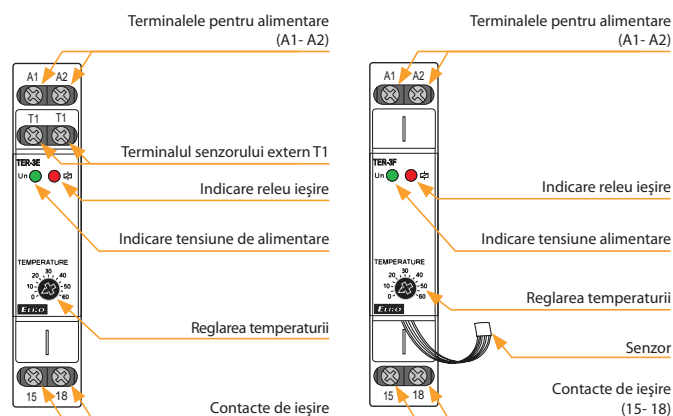 Terminalele pentru alimentare
(A1- A2)
A1 A2
T1 T1
Terminalul senzorului extern T1
TER-3E
Un
Indicare releu ieşire
Indicare tensiune de alimentare
TEMPERATURE
0 10 20 30 40 50 60
ELKO
Reglarea temperaturii
15 18
Contacte de ieşire
Terminalele pentru alimentare
(A1- A2)
A1 A2
TER-3F
Un
Indicare releu ieşire
Indicare tensiune alimentare
TEMPERATURE
0 10 20 30 40 50 60
ELKO
Reglarea temperaturii
Senzor
15 18
Contacte de ieşire
(15- 18)